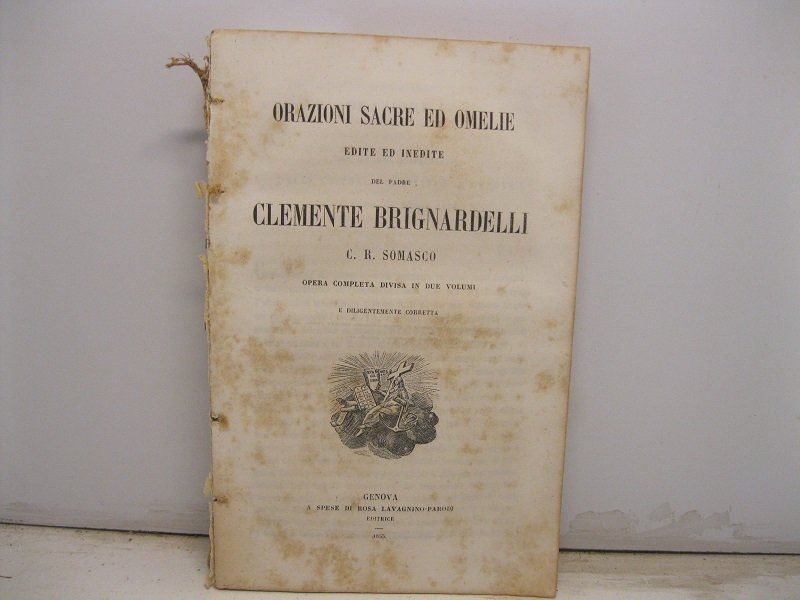 ORAZIONI SACRE ED OMELIE
EDITE ED INEDITE
DEL PADRE
CLEMENTE BRIGNARDELLI
C. R. SOMASCO
OPERA COMPLETA DIVISA IN DUE VOLUMI
E DILIGENTEMENTE CORRETTA
GENOVA
A SPESE DI ROSA LAVAGNINO-PARODI
EDITRICE